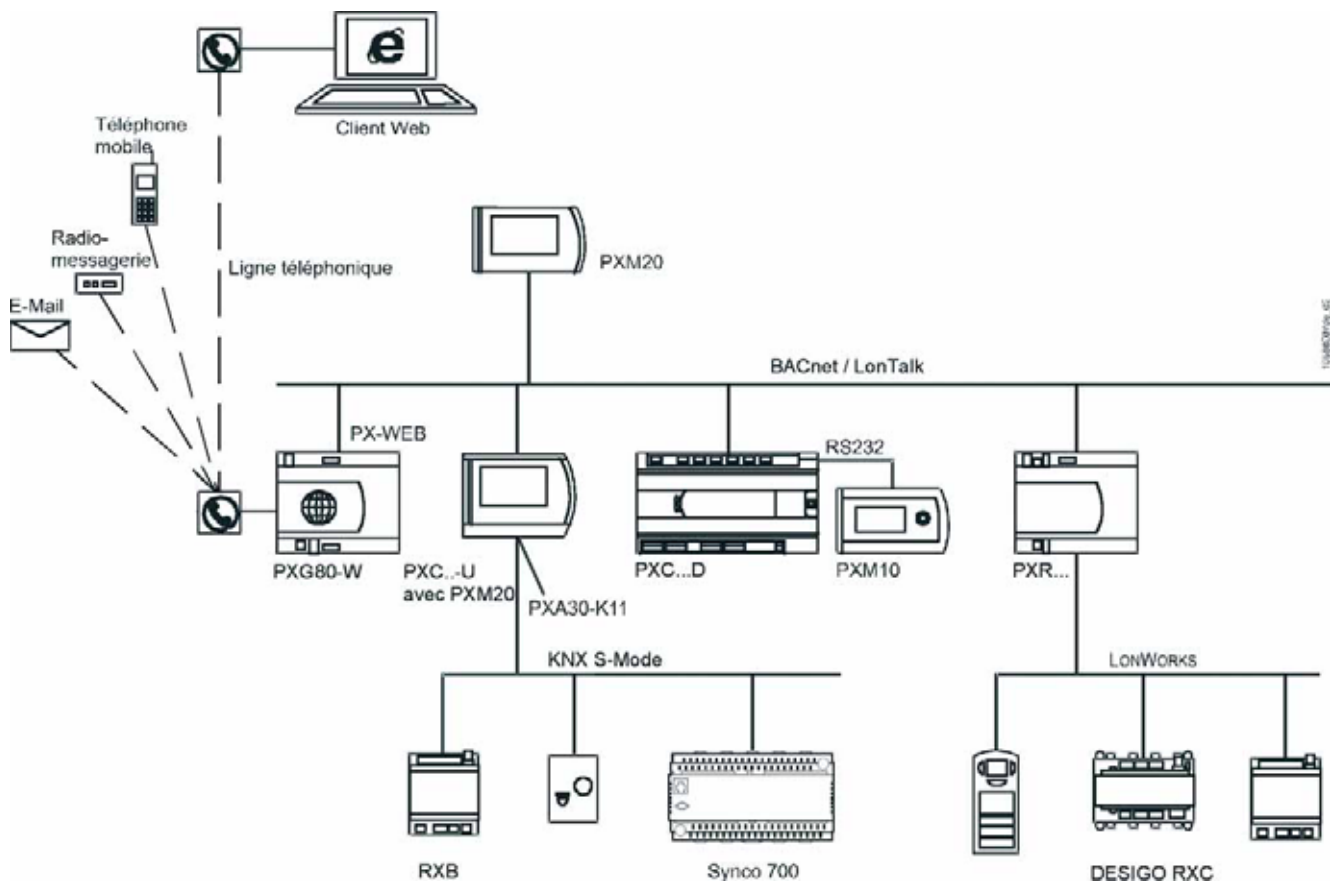 Client Web
Téléphone
mobile
Radio-
messagerie
Ligne téléphonique
E-Mail
PXM20
BACnet / LonTalk
PX-WEB
RS232
PXG80-W
PXC..-U
avec PXM20
PXA30-K11
PXC...D
PXM10
PXR...
KNX S-Mode
LONWORKS
RXB
Synco 700
DESIGO RXC